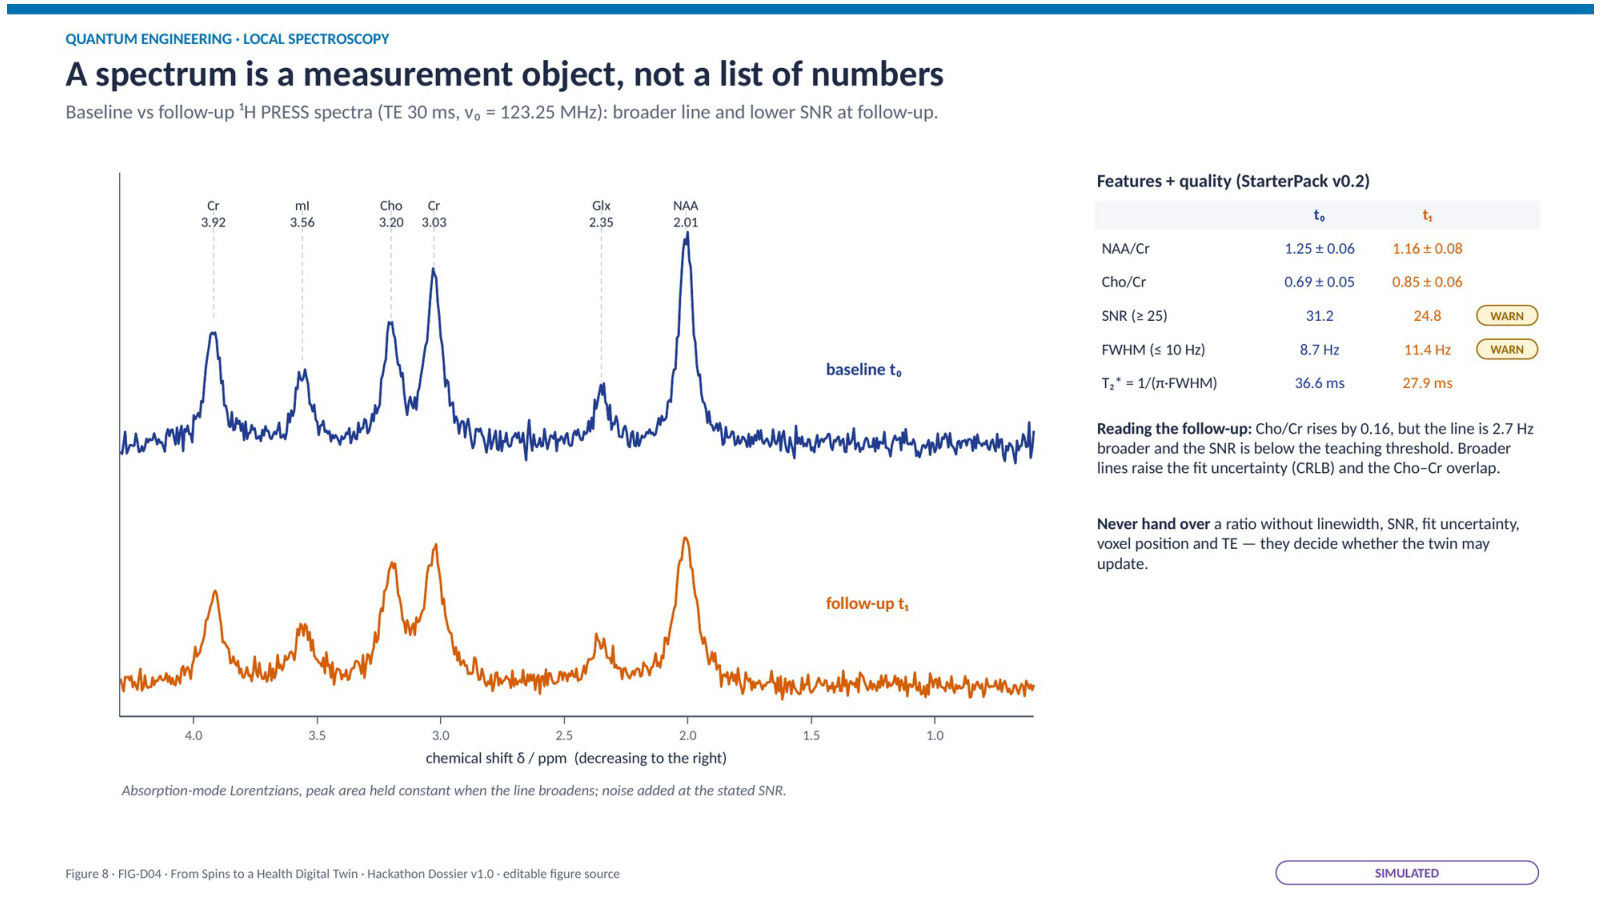 QUANTUM ENGINEERING · LOCAL SPECTROSCOPY
A spectrum is a measurement object, not a list of numbers
Baseline vs follow-up ¹H PRESS spectra (TE 30 ms, ν₀ = 123.25 MHz): broader line and lower SNR at follow-up.
Cr mI Cho Cr Glx NAA
3.92 3.56 3.20 3.03 2.35 2.01
baseline t₀
follow-up t₁
4.0 3.5 3.0 2.5 2.0 1.5 1.0
chemical shift δ / ppm (decreasing to the right)
Absorption-mode Lorentzians, peak area held constant when the line broadens; noise added at the stated SNR.
Features + quality (StarterPack v0.2)
t₀ t₁
NAA/Cr 1.25 ± 0.06 1.16 ± 0.08
Cho/Cr 0.69 ± 0.05 0.85 ± 0.06
SNR (≥ 25) 31.2 24.8 WARN
FWHM (≤ 10 Hz) 8.7 Hz 11.4 Hz WARN
T₂* = 1/(π·FWHM) 36.6 ms 27.9 ms
Reading the follow-up: Cho/Cr rises by 0.16, but the line is 2.7 Hz
broader and the SNR is below the teaching threshold. Broader
lines raise the fit uncertainty (CRLB) and the Cho–Cr overlap.
Never hand over a ratio without linewidth, SNR, fit uncertainty,
voxel position and TE — they decide whether the twin may
update.
Figure 8 · FIG-D04 · From Spins to a Health Digital Twin · Hackathon Dossier v1.0 · editable figure source
SIMULATED